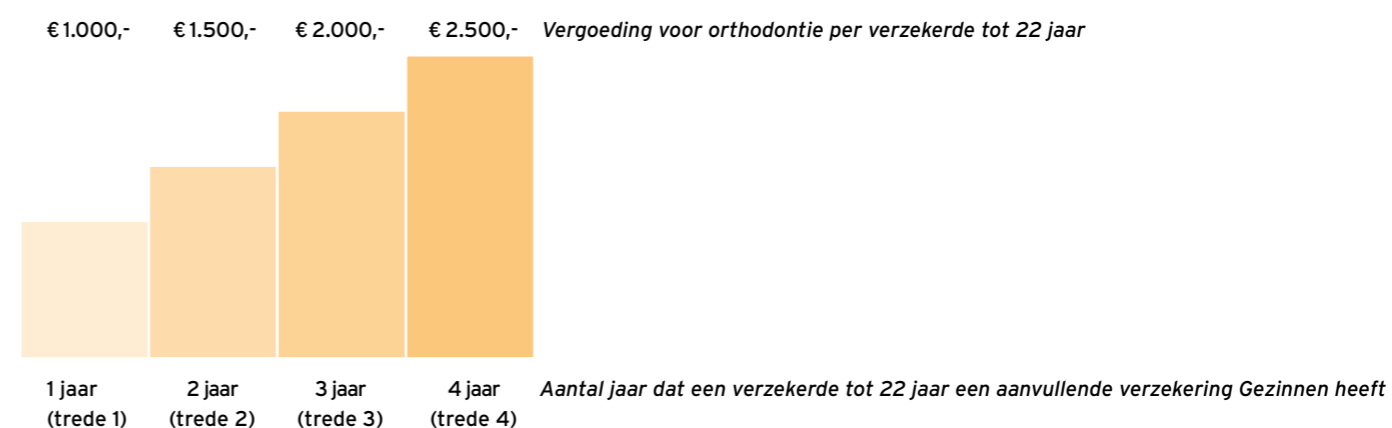 € 1.000,- € 1.500,- € 2.000,- € 2.500,- Vergoeding voor orthodontie per verzekerde tot 22 jaar
1 jaar 2 jaar 3 jaar 4 jaar Aantal jaar dat een verzekerde tot 22 jaar een aanvullende verzekering Gezinnen heeft
(trede 1) (trede 2) (trede 3) (trede 4)